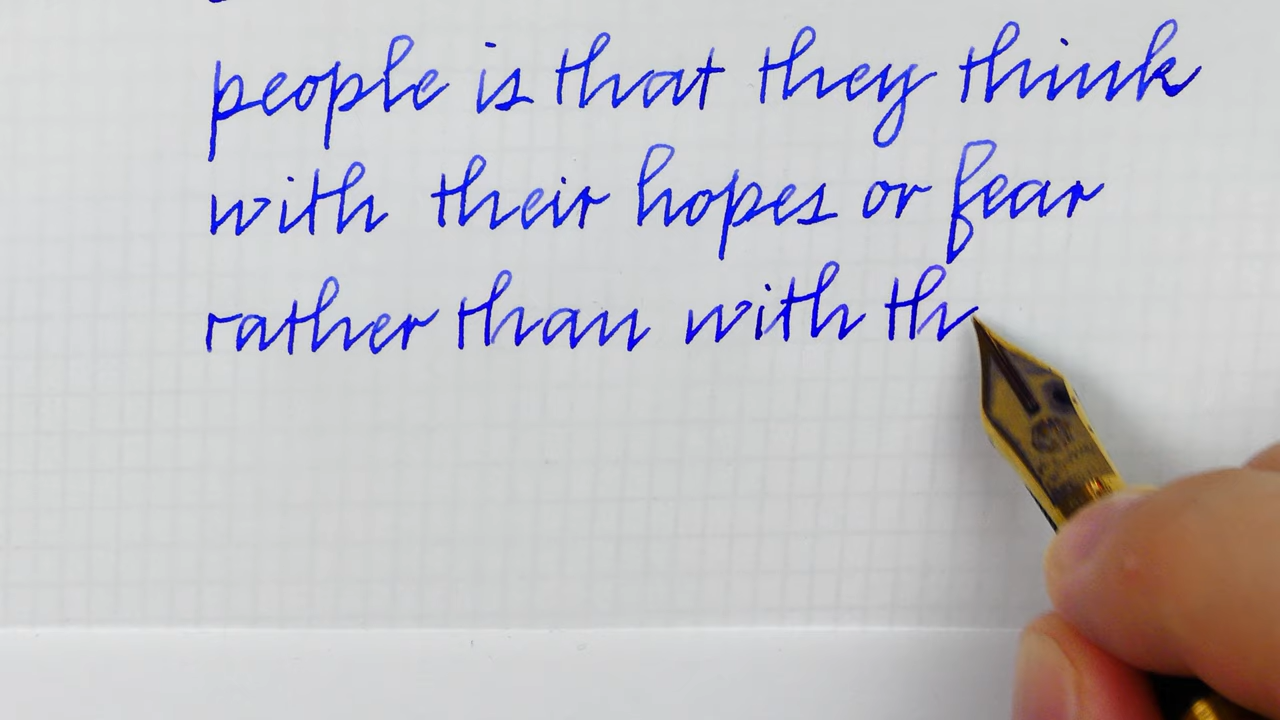 people is that they think
with their hopes or fear
rather than with th